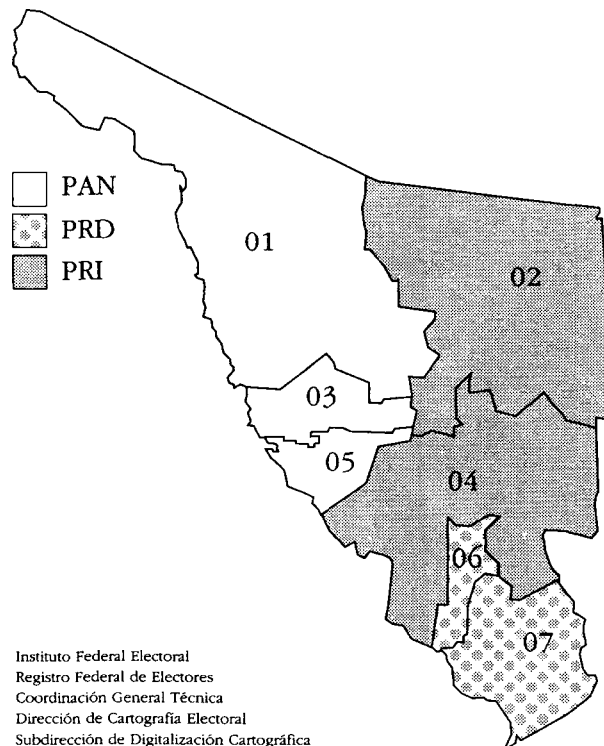 PAN
PRD
PRI
01
02
03
05
04
06
07
Instituto Federal Electoral
Registro Federal de Electores
Coordinación General Técnica
Dirección de Cartografía Electoral
Subdirección de Digitalización Cartográfica